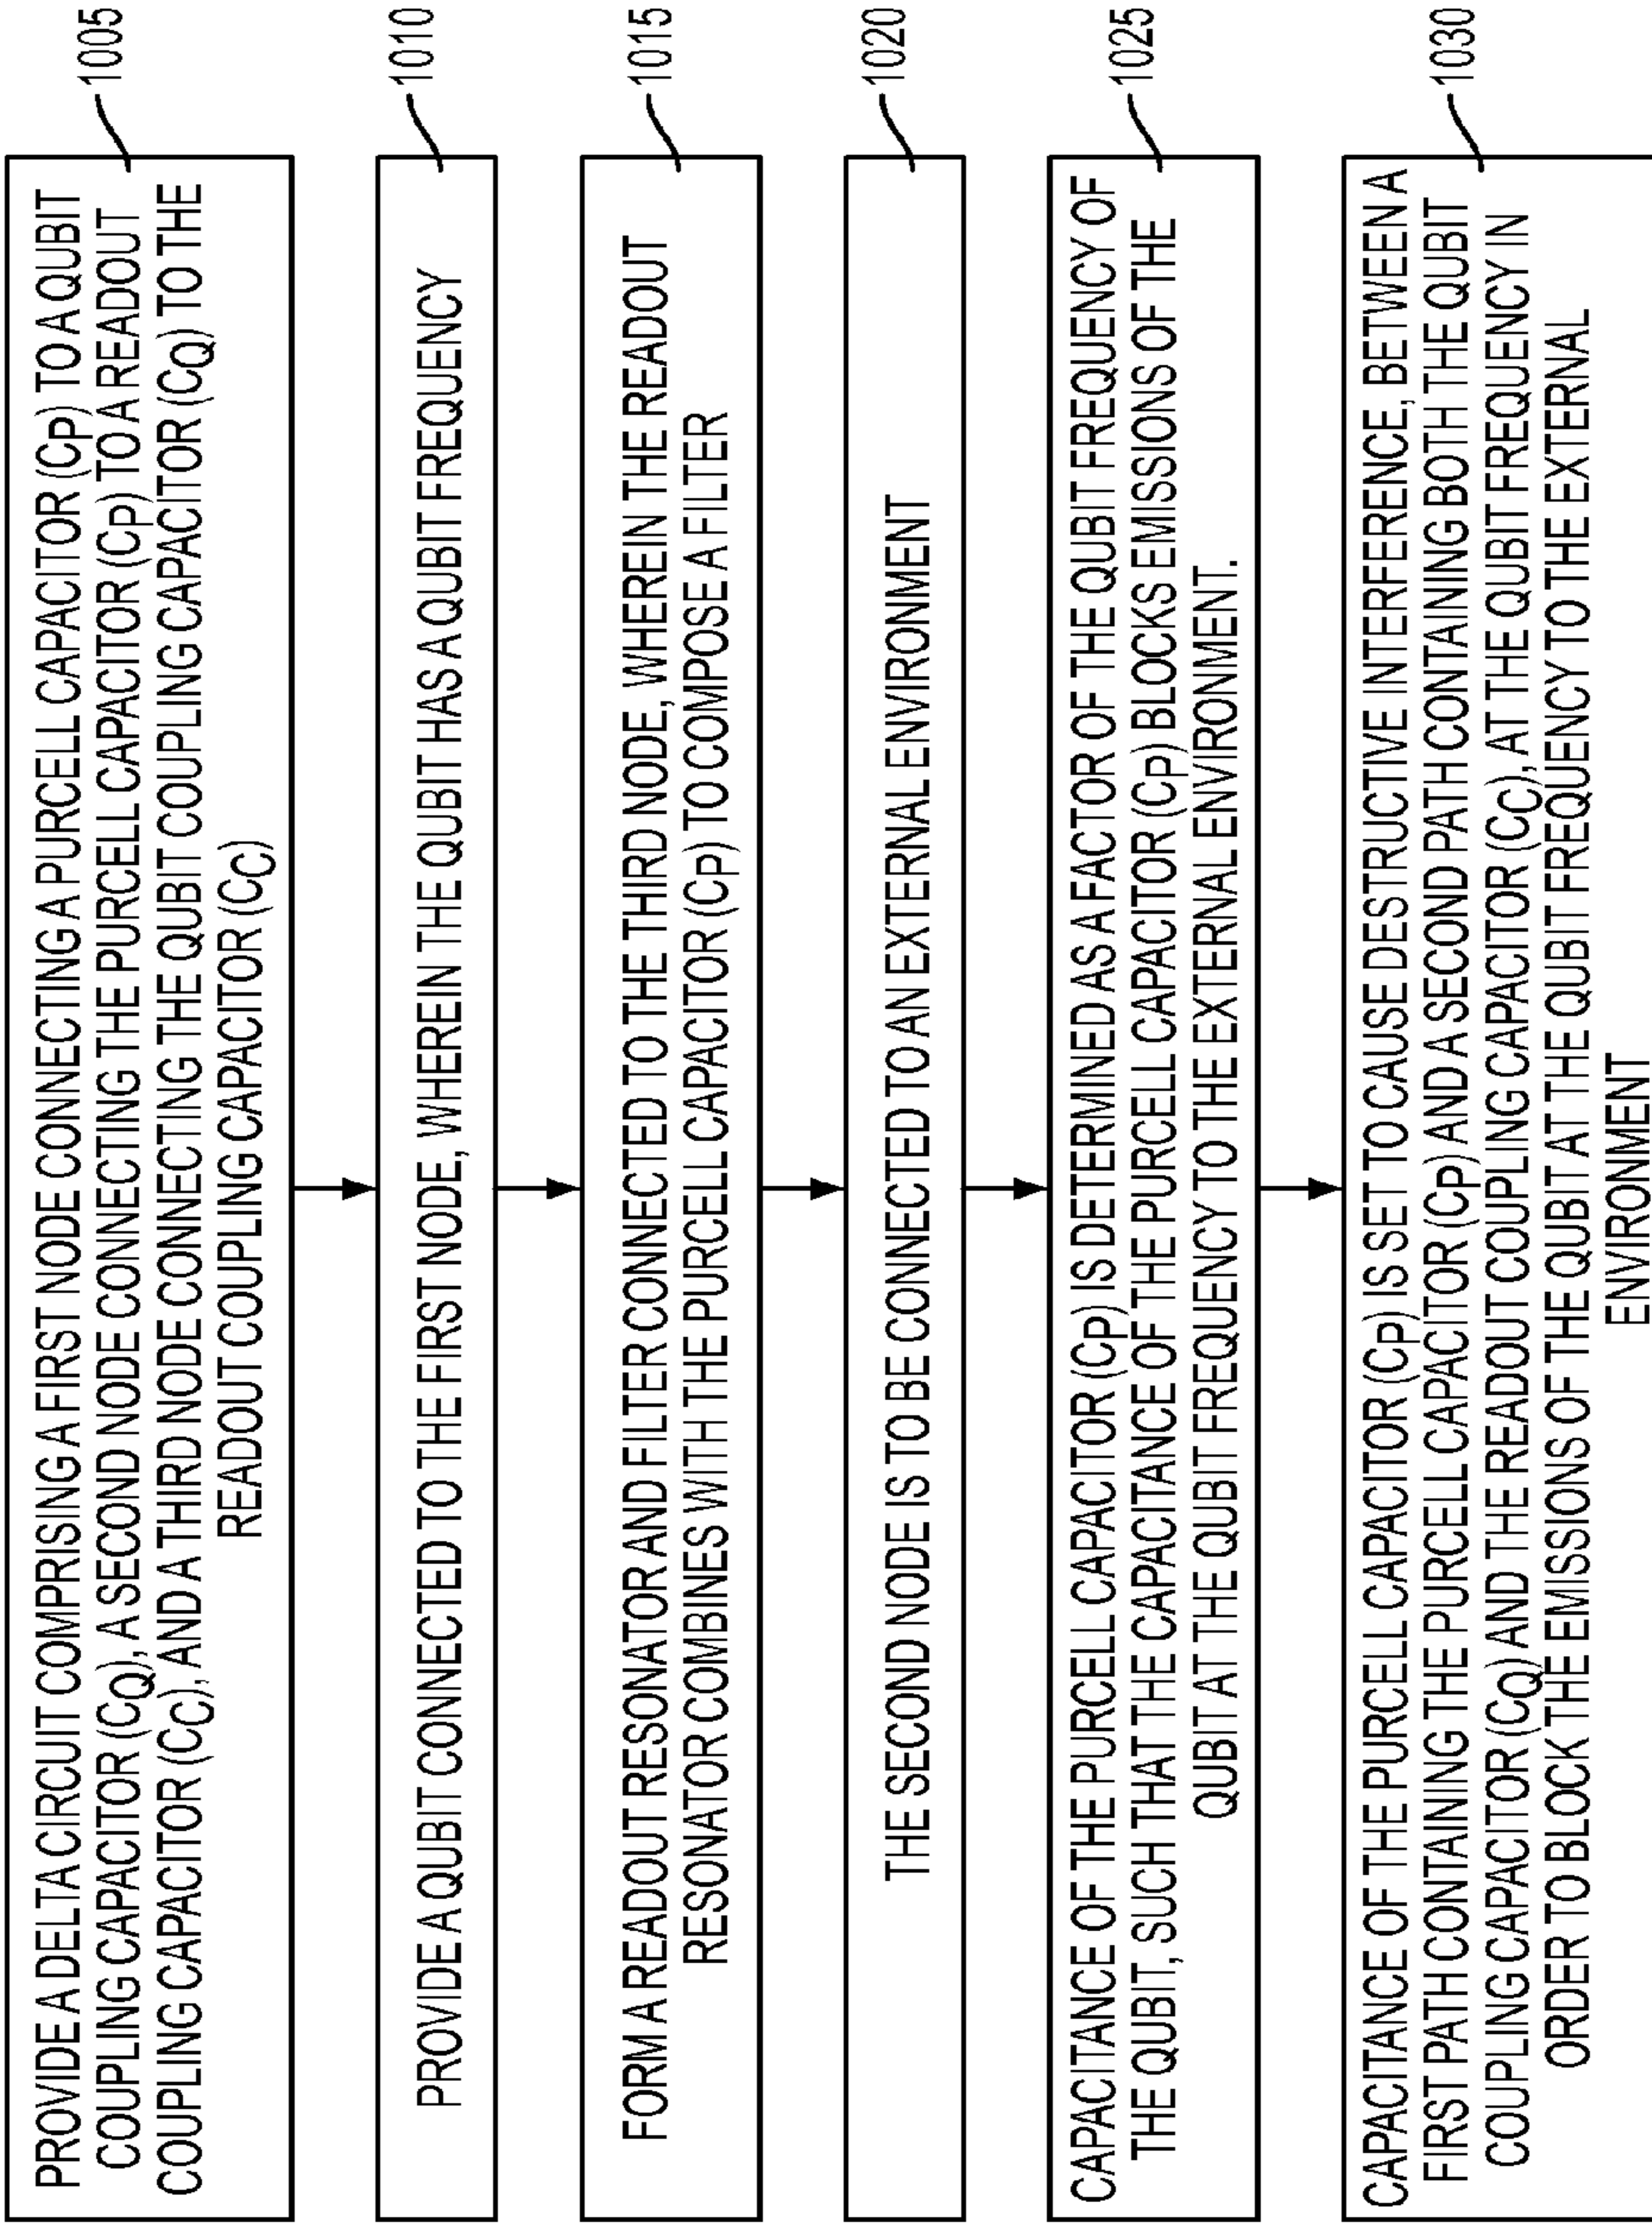 PROVIDE A DELTA CIRCUIT COMPRISING A FIRST NODE CONNECTING A PURCELL CAPACITOR (CP) TO A QUBIT
COUPLING CAPACITOR (CQ), A SECOND NODE CONNECTING THE PURCELL CAPACITOR (CP) TO A READOUT
COUPLING CAPACITOR (CC), AND A THIRD NODE CONNECTING THE QUBIT COUPLING CAPACITOR (CQ) TO THE
READOUT COUPLING CAPACITOR (CC)
1005
PROVIDE A QUBIT CONNECTED TO THE FIRST NODE, WHEREIN THE QUBIT HAS A QUBIT FREQUENCY
1010
FORM A READOUT RESONATOR AND FILTER CONNECTED TO THE THIRD NODE, WHEREIN THE READOUT
RESONATOR COMBINES WITH THE PURCELL CAPACITOR (CP) TO COMPOSE A FILTER
1015
THE SECOND NODE IS TO BE CONNECTED TO AN EXTERNAL ENVIRONMENT
1020
CAPACITANCE OF THE PURCELL CAPACITOR (CP) IS DETERMINED AS A FACTOR OF THE QUBIT FREQUENCY OF
THE QUBIT, SUCH THAT THE CAPACITANCE OF THE PURCELL CAPACITOR (CP) BLOCKS EMISSIONS OF THE
QUBIT AT THE QUBIT FREQUENCY TO THE EXTERNAL ENVIRONMENT.
1025
CAPACITANCE OF THE PURCELL CAPACITOR (CP) IS SET TO CAUSE DESTRUCTIVE INTERFERENCE, BETWEEN A
FIRST PATH CONTAINING THE PURCELL CAPACITOR (CP) AND A SECOND PATH CONTAINING BOTH THE QUBIT
COUPLING CAPACITOR (CQ) AND THE READOUT COUPLING CAPACITOR (CC), AT THE QUBIT FREQUENCY IN
ORDER TO BLOCK THE EMISSIONS OF THE QUBIT AT THE QUBIT FREQUENCY TO THE EXTERNAL
ENVIRONMENT
1030